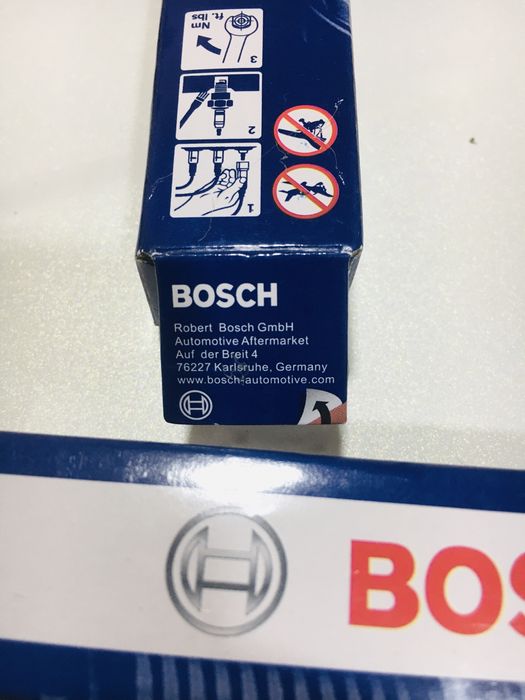 Nm
ft. lbs
3
2
1
BOSCH
Robert Bosch GmbH
Automotive Aftermarket
Auf der Breit 4
76227 Karlsruhe, Germany
www.bosch-automotive.com
BOS